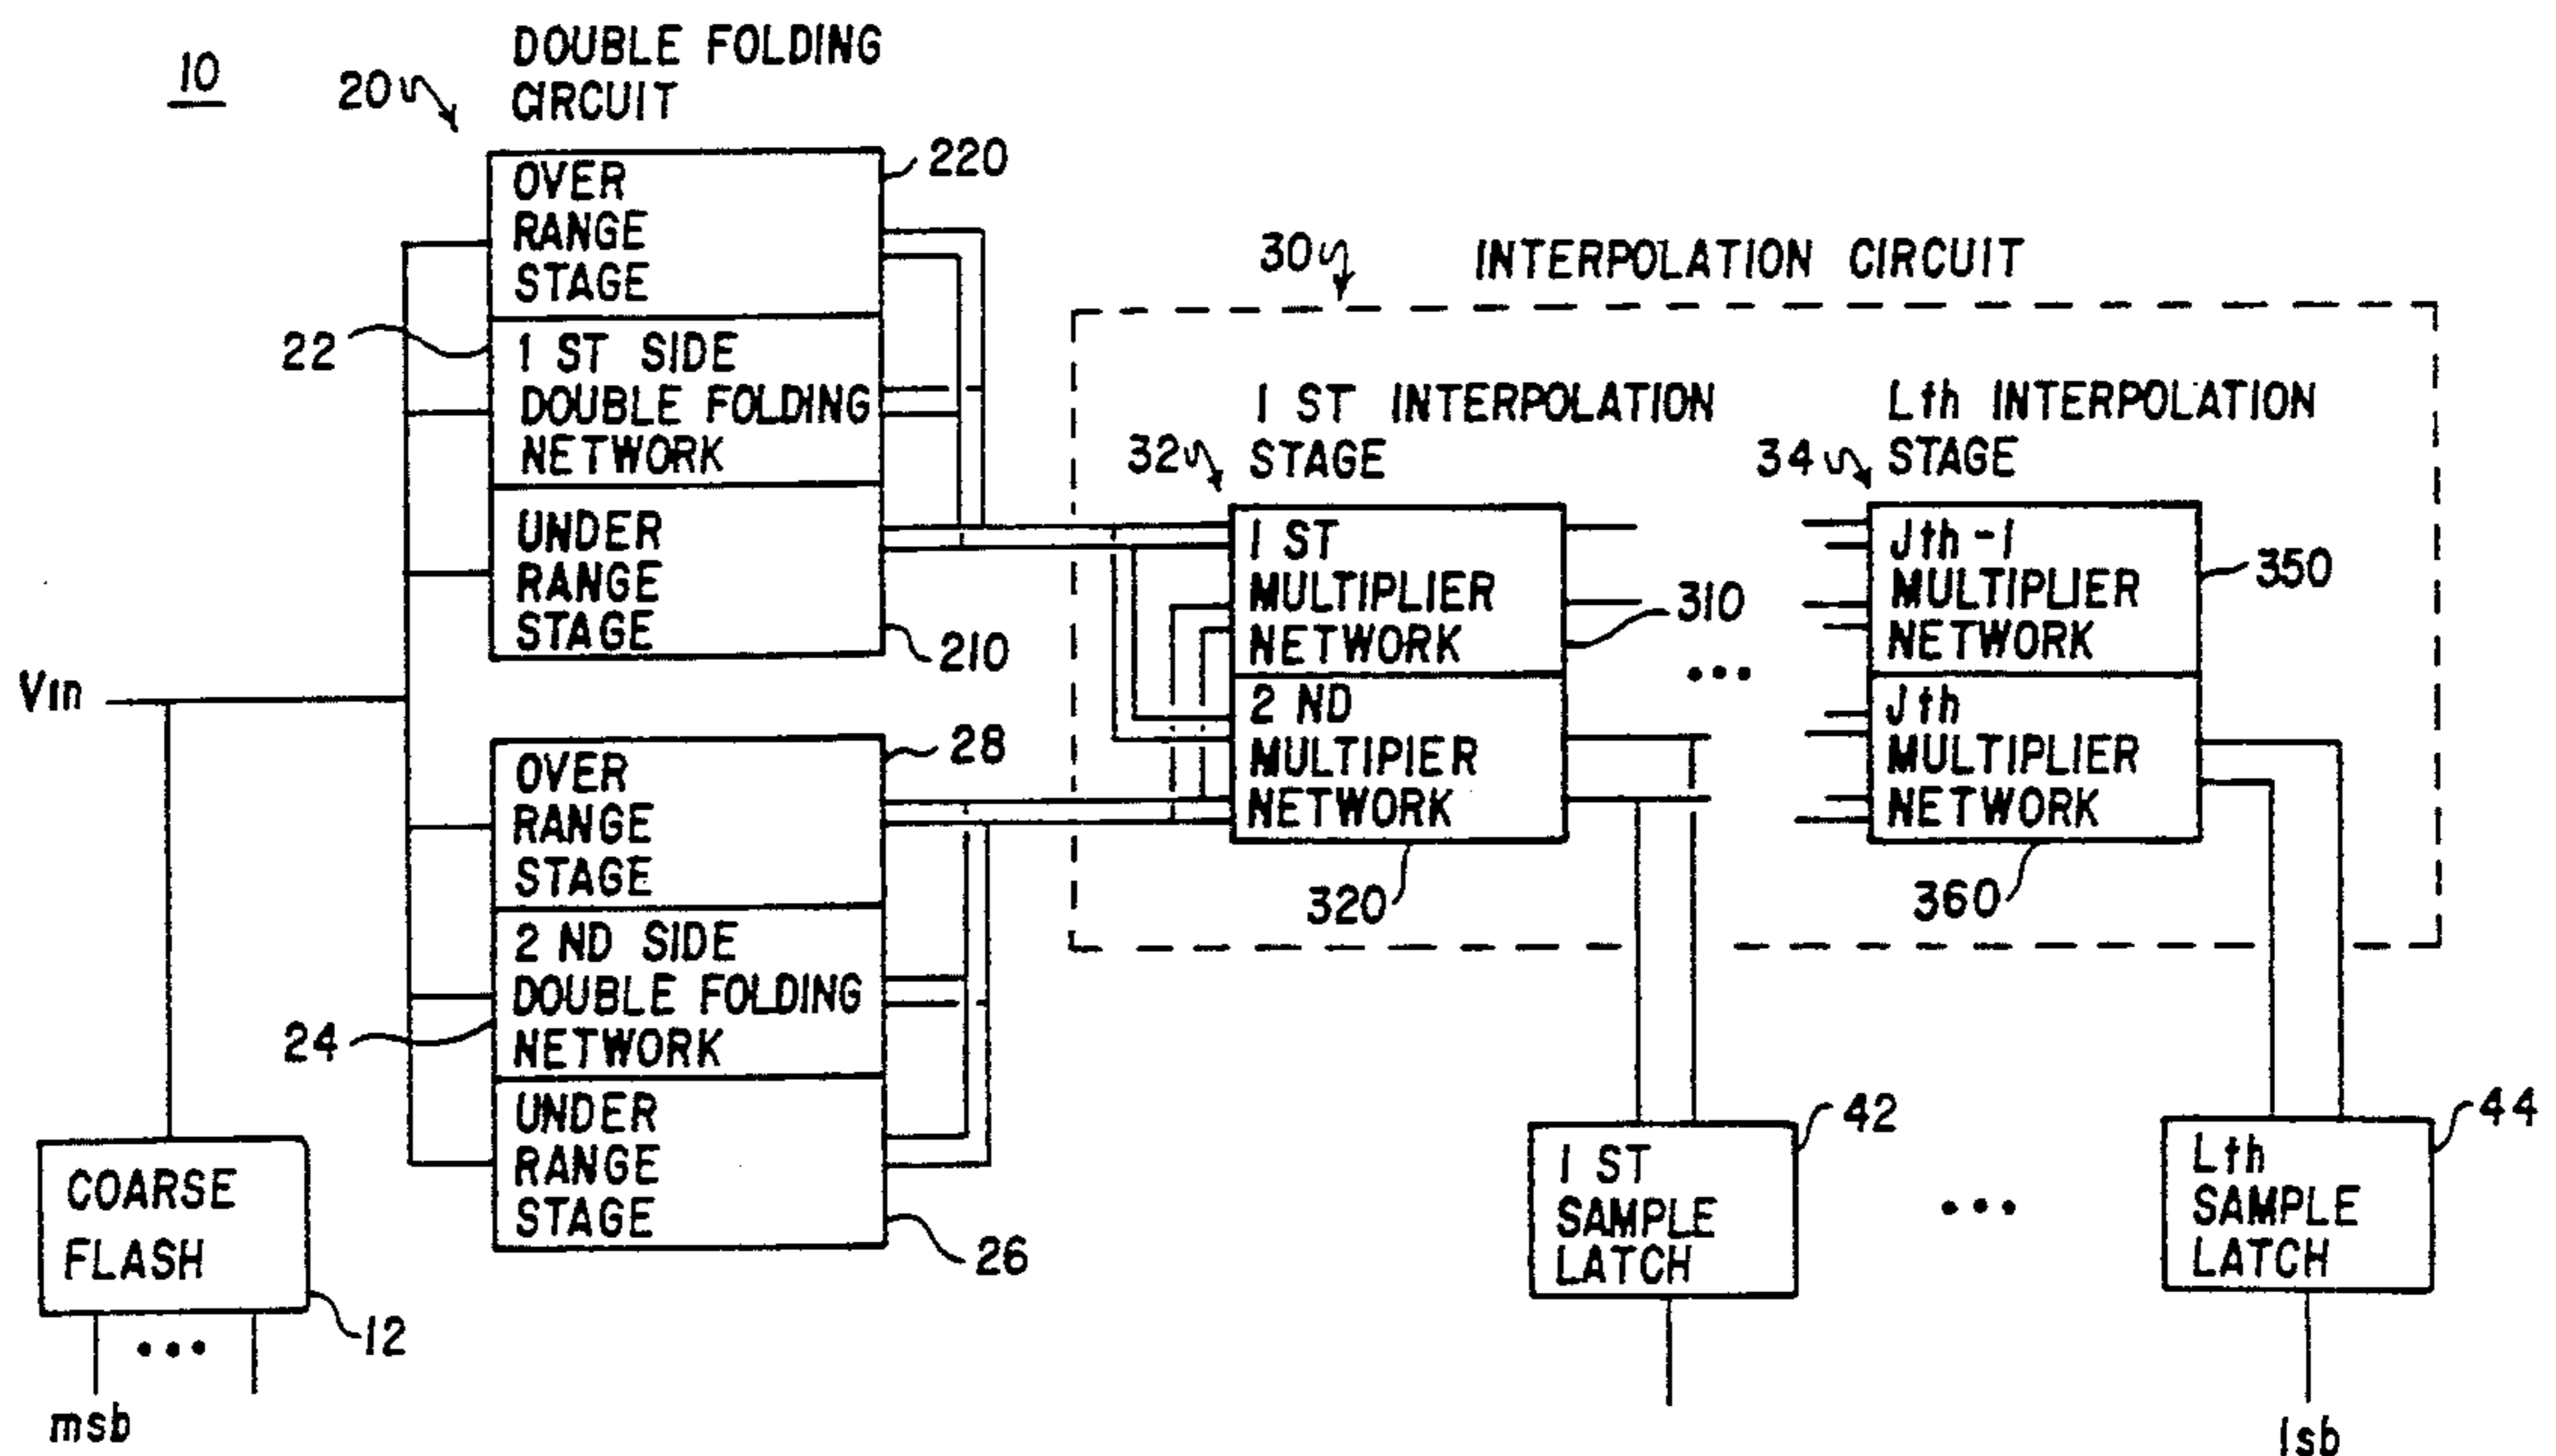 10
20
DOUBLE FOLDING
CIRCUIT
OVER
RANGE
STAGE
220
22
1 ST SIDE
DOUBLE FOLDING
NETWORK
UNDER
RANGE
STAGE
210
Vin
OVER
RANGE
STAGE
28
24
2 ND SIDE
DOUBLE FOLDING
NETWORK
UNDER
RANGE
STAGE
26
COARSE
FLASH
12
•••
msb
30
INTERPOLATION CIRCUIT
32
1 ST INTERPOLATION
STAGE
1 ST
MULTIPLIER
NETWORK
310
2 ND
MULTIPIER
NETWORK
320
•••
34
Lth INTERPOLATION
STAGE
Jth-1
MULTIPLIER
NETWORK
350
Jth
MULTIPLIER
NETWORK
360
1 ST
SAMPLE
LATCH
42
•••
Lth
SAMPLE
LATCH
44
lsb